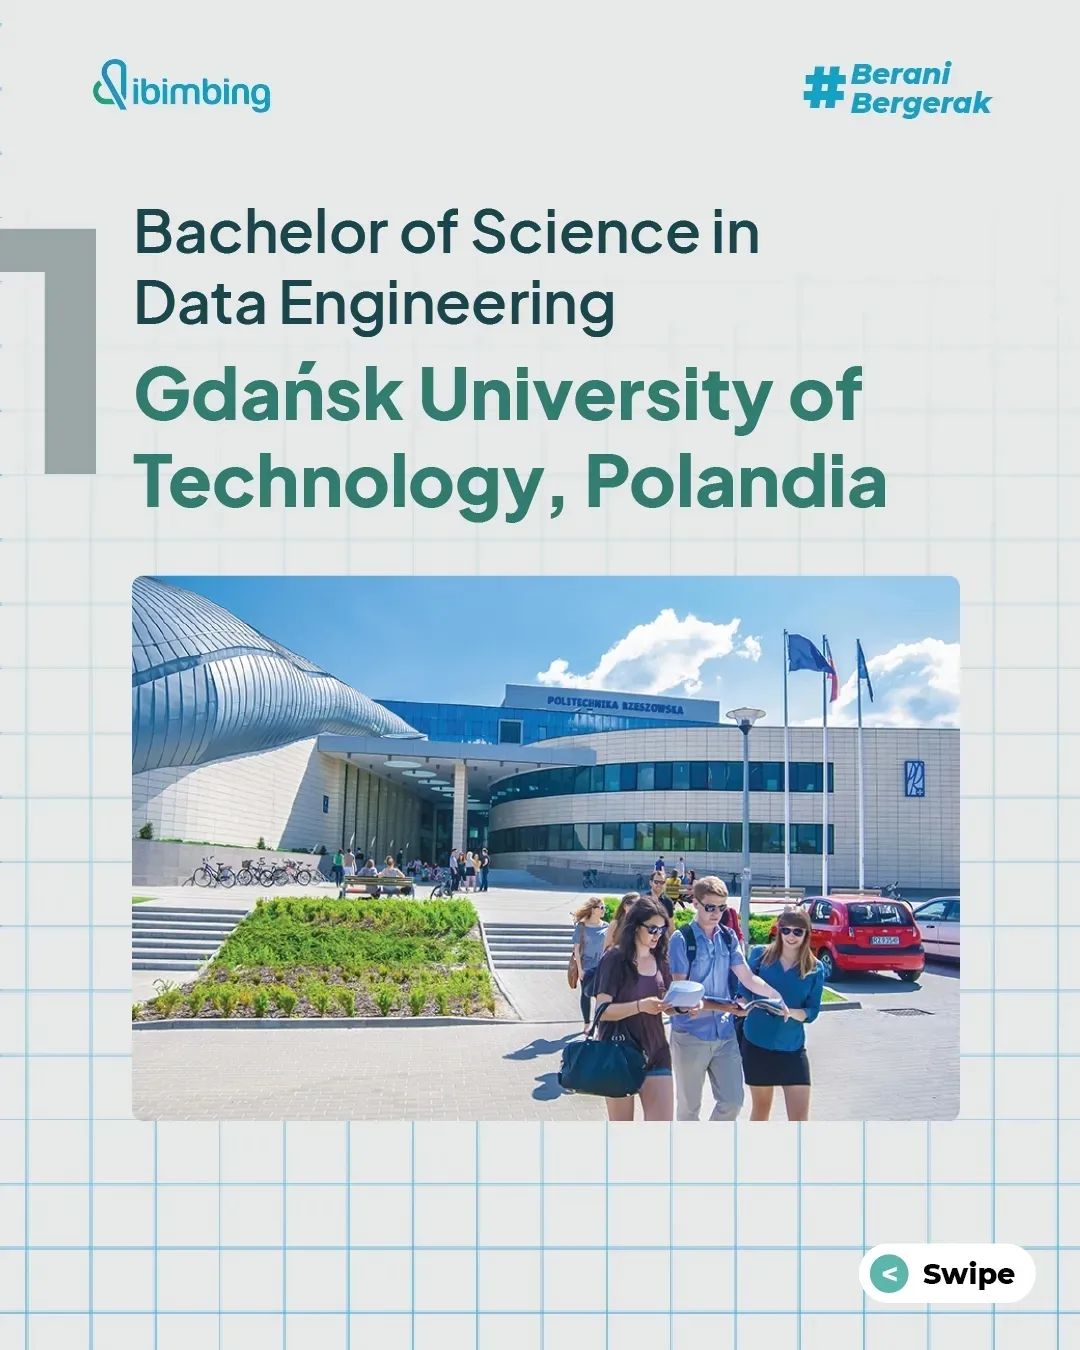 ibimbing
#Berani
Bergerak
1
Bachelor of Science in
Data Engineering
Gdańsk University of
Technology, Polandia
POLITECHNIKA RZESZOWSKA
< Swipe